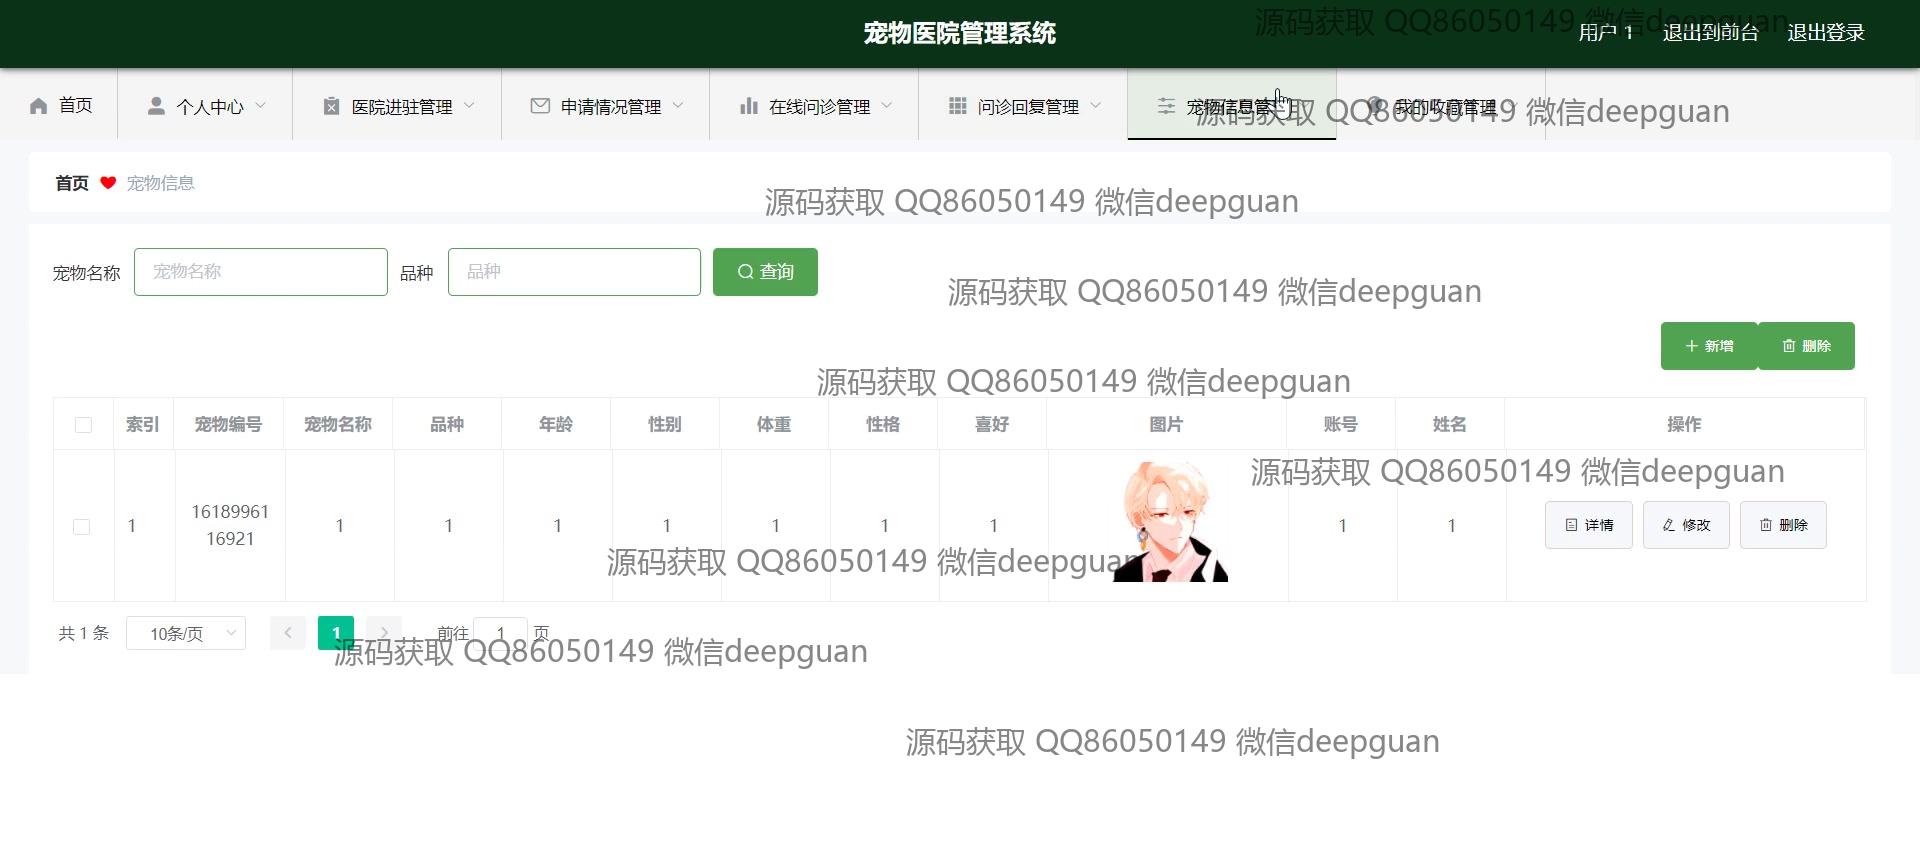 宠物医院管理系统
源码获取 QQ86050149 微信deepguan
用户 1 退出到前台 退出登录
首页 个人中心 医院进驻管理 申请情况管理 在线问诊管理 问诊回复管理 宠物信息管 我的收藏管理
源码获取 QQ86050149 微信deepguan
首页 宠物信息
源码获取 QQ86050149 微信deepguan
宠物名称 宠物名称 品种 品种 查询
源码获取 QQ86050149 微信deepguan
新增 删除
源码获取 QQ86050149 微信deepguan
索引 宠物编号 宠物名称 品种 年龄 性别 体重 性格 喜好 图片 账号 姓名 操作
源码获取 QQ86050149 微信deepguan
1 16189961 1 1 1 1 1 1 1 1 1 详情 修改 删除
16921
源码获取 QQ86050149 微信deepguan
共 1 条 10条/页 1 前往 1 页
源码获取 QQ86050149 微信deepguan
源码获取 QQ86050149 微信deepguan